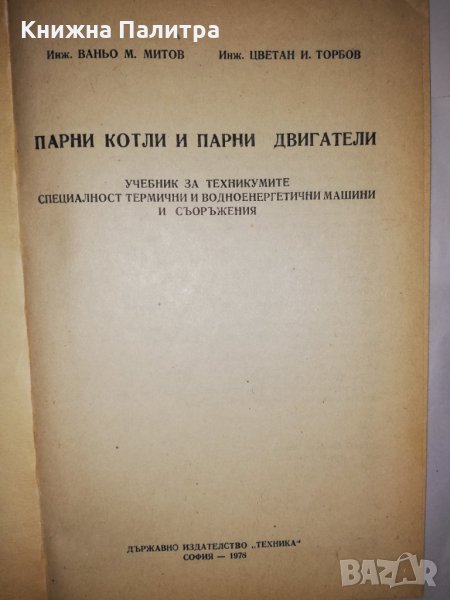 Книжна Палитра
Инж. ВАНЬО М. МИТОВ Инж. ЦВЕТАН И. ТОРБОВ
ПАРНИ КОТЛИ И ПАРНИ ДВИГАТЕЛИ
УЧЕБНИК ЗА ТЕХНИКУМИТЕ
СПЕЦИАЛНОСТ ТЕРМИЧНИ И ВОДНОЕНЕРГЕТИЧНИ МАШИНИ
И СЪОРЪЖЕНИЯ
ДЪРЖАВНО ИЗДАТЕЛСТВО „ТЕХНИКА“
СОФИЯ — 1978
BAZAR